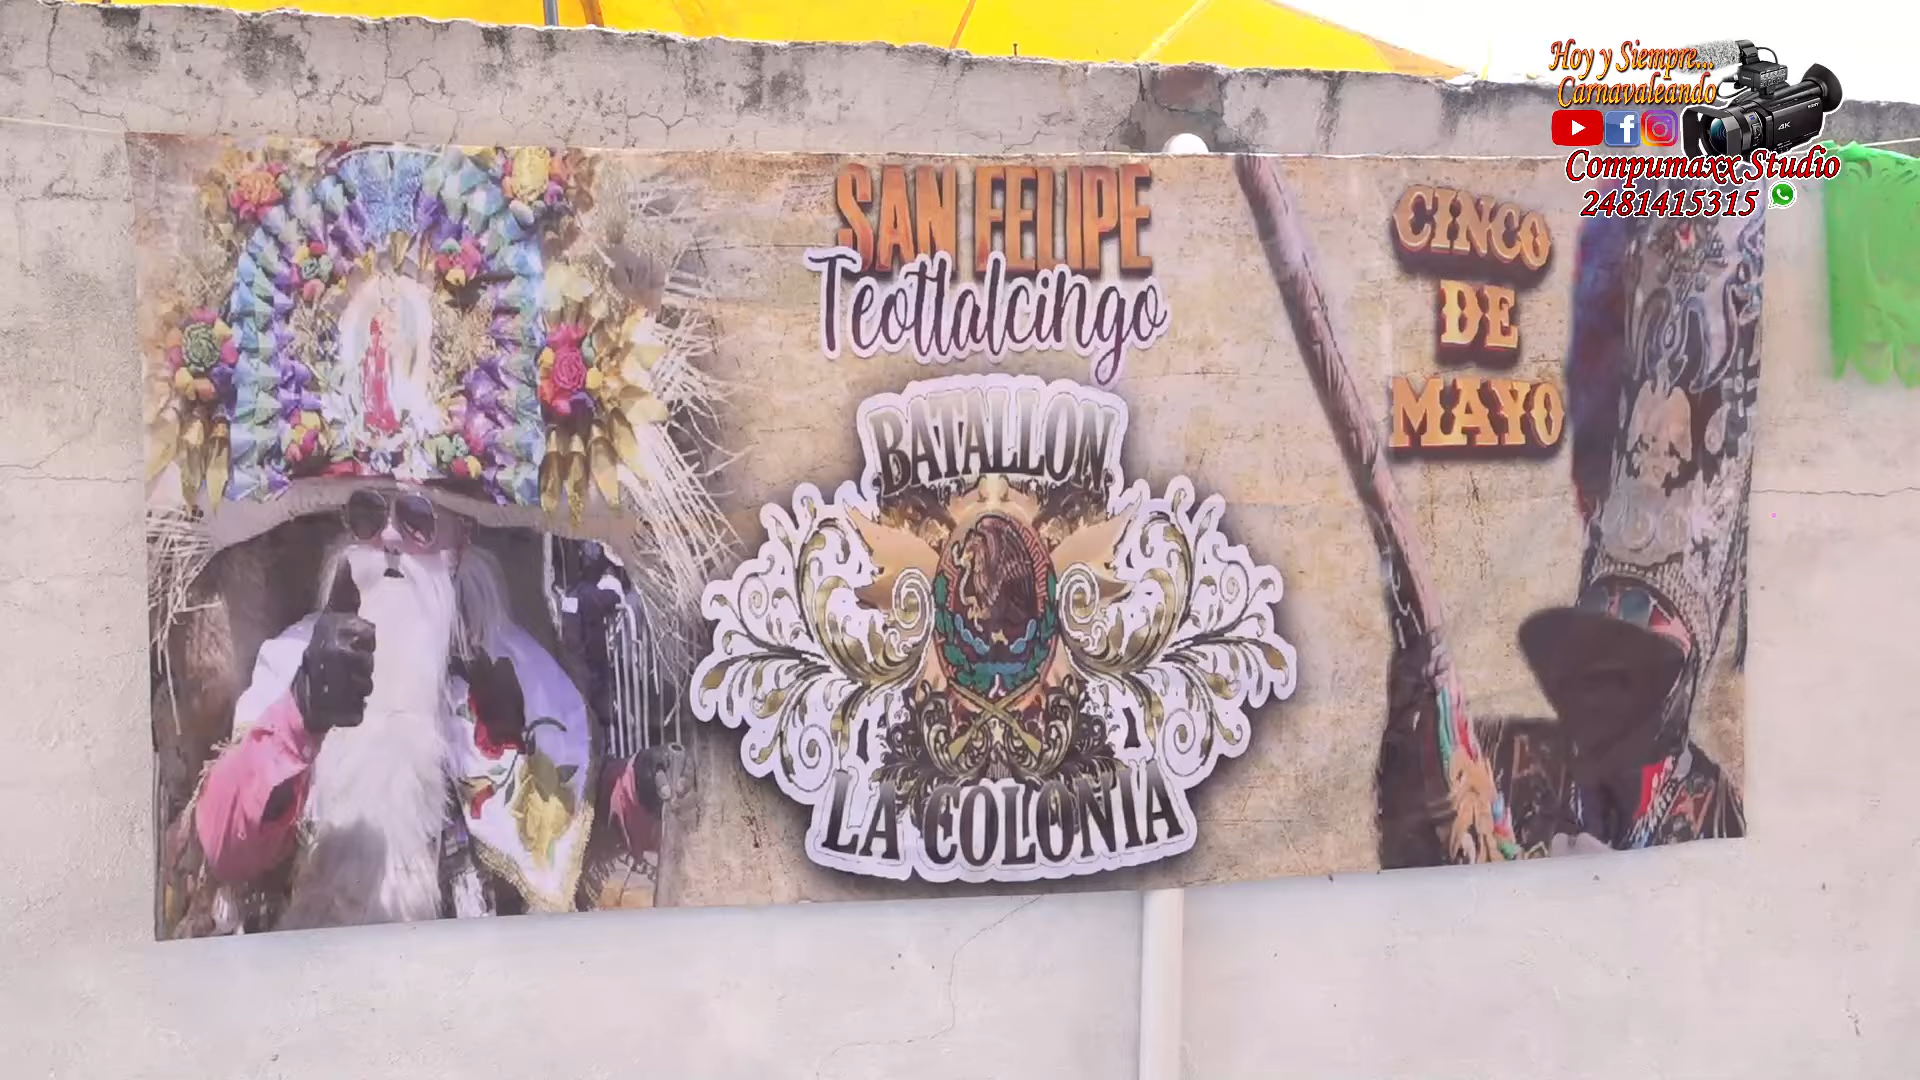 Hoy y Siempre...
Carnavaleando
Compumaxx Studio
2481415315
SAN FELIPE
Teotlalcingo
BATALLON
LA COLONIA
CINCO
DE
MAYO